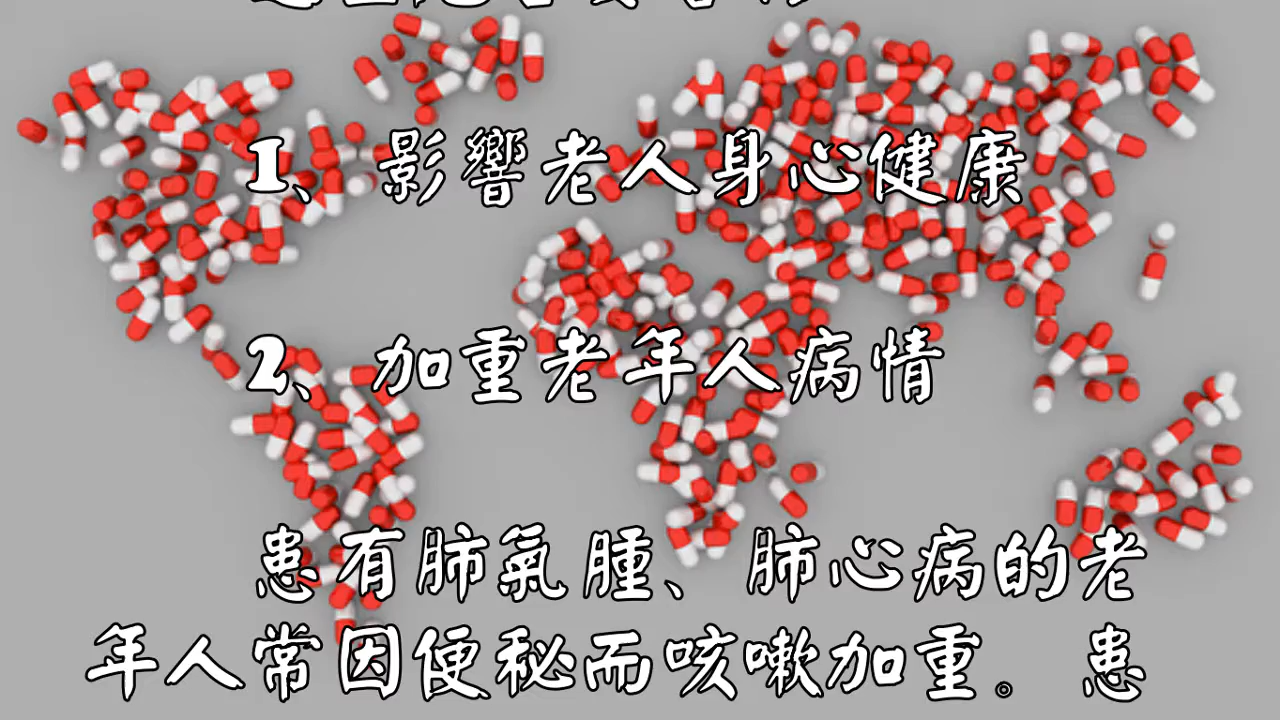 1、影響老人身心健康
2、加重老年人病情
患有肺氣腫、肺心病的老
年人常因便秘而咳嗽加重。患